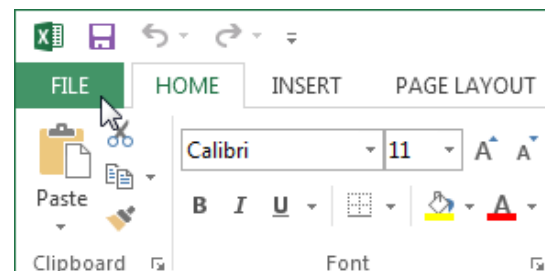 FILE HOME INSERT PAGE LAYOUT
Calibri 11 A A
Paste B I U A
Clipboard Font